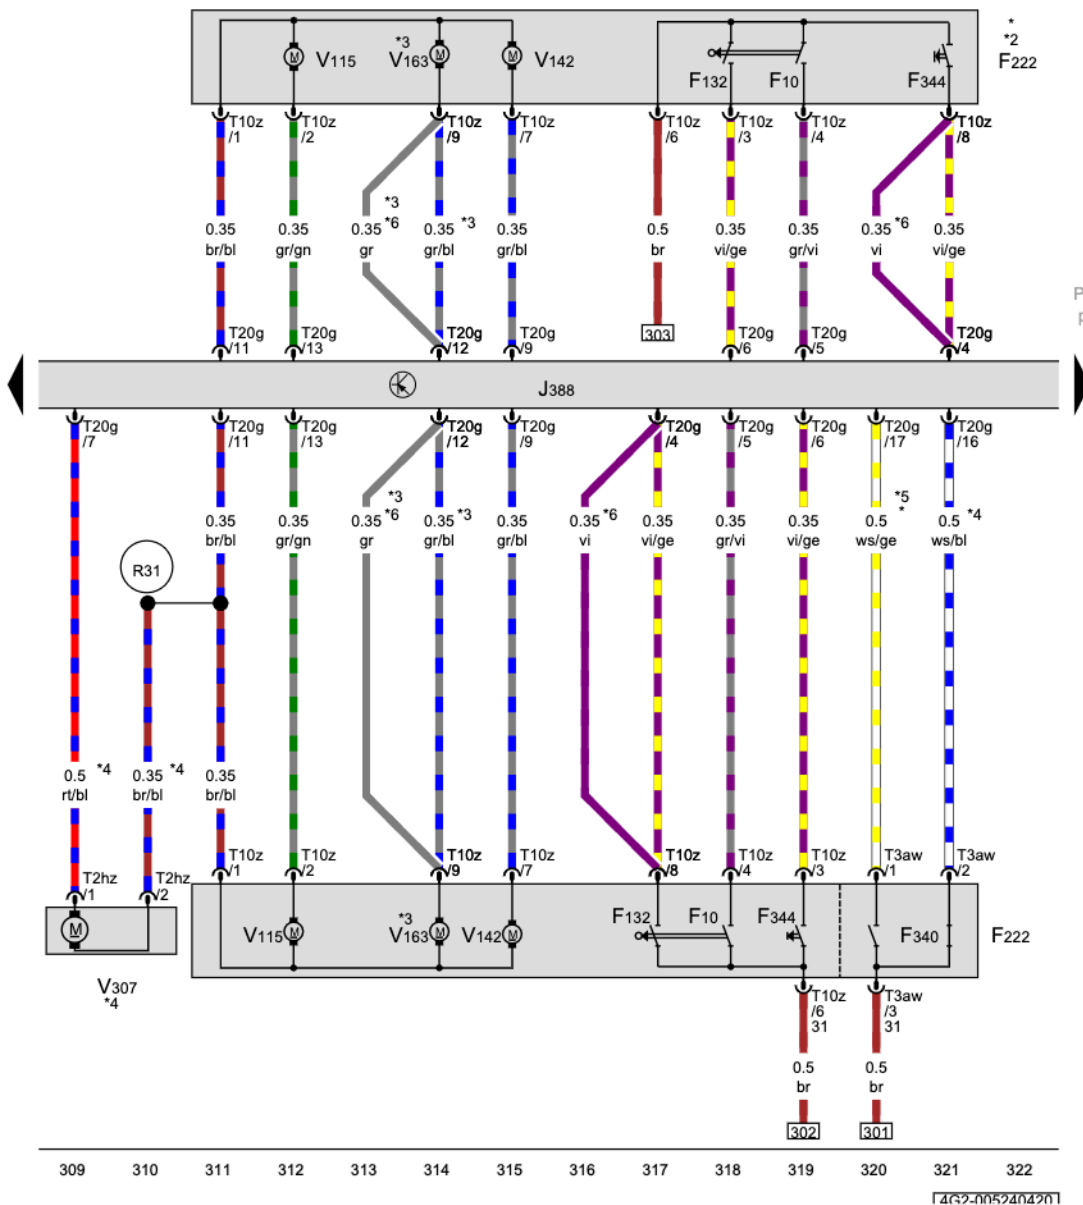 *
*2
F222
V115
*3
V163
V142
F132
F10
F344
T10z
/1
T10z
/2
T10z
/9
T10z
/7
T10z
/6
T10z
/3
T10z
/4
T10z
/8
*3
0.35
br/bl
0.35
gr/gn
0.35 *6
gr
0.35 *3
gr/bl
0.35
gr/bl
0.5
br
0.35
vi/ge
0.35
gr/vi
0.35 *6
vi
0.35
vi/ge
P
p
T20g
/11
T20g
/13
T20g
/12
T20g
/9
303
T20g
/6
T20g
/5
T20g
/4
J388
T20g
/7
T20g
/11
T20g
/13
T20g
/12
T20g
/9
T20g
/4
T20g
/5
T20g
/6
T20g
/17
T20g
/16
*3
*5
0.35
br/bl
0.35
gr/gn
0.35 *6
gr
0.35 *3
gr/bl
0.35
gr/bl
0.35 *6
vi
0.35
vi/ge
0.35
gr/vi
0.35
vi/ge
0.5 *
ws/ge
0.5 *4
ws/bl
R31
0.5 *4
rt/bl
0.35 *4
br/bl
0.35
br/bl
T2hz
/1
T2hz
/2
T10z
/1
T10z
/2
T10z
/9
T10z
/7
T10z
/8
T10z
/4
T10z
/3
T3aw
/1
T3aw
/2
M
V115
*3
V163
V142
F132
F10
F344
F340
F222
V307
*4
T10z
/6
31
T3aw
/3
31
0.5
br
0.5
br
302
301
309 310 311 312 313 314 315 316 317 318 319 320 321 322
4G2-005240420